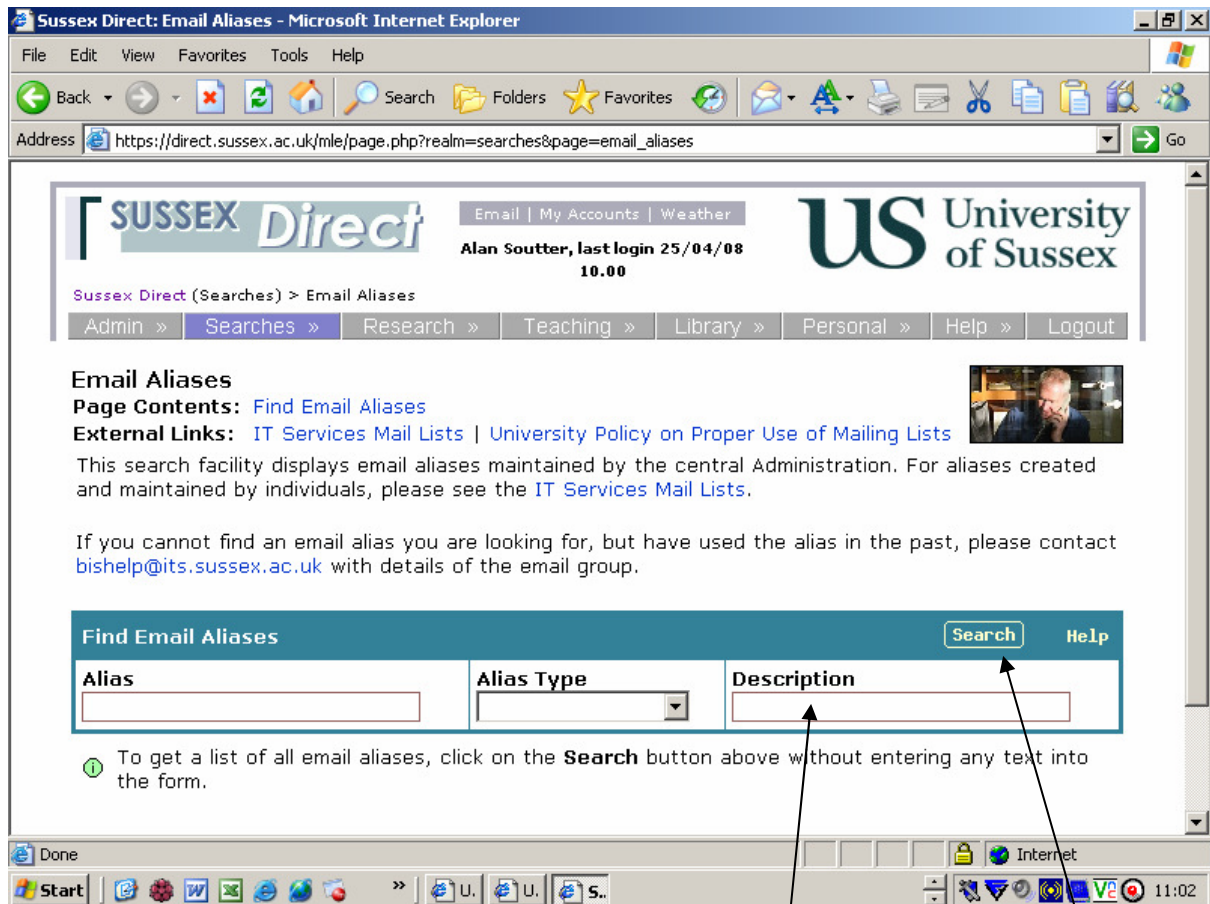 Sussex Direct: Email Aliases - Microsoft Internet Explorer
File Edit View Favorites Tools Help
Back Search Folders Favorites
Address https://direct.sussex.ac.uk/mle/page.php?realm=searches&page=email_aliases Go
SUSSEX Direct
Email | My Accounts | Weather
Alan Soutter, last login 25/04/08
10.00
US University
of Sussex
Sussex Direct (Searches) > Email Aliases
Admin » Searches » Research » Teaching » Library » Personal » Help » Logout
Email Aliases
Page Contents: Find Email Aliases
External Links: IT Services Mail Lists | University Policy on Proper Use of Mailing Lists
This search facility displays email aliases maintained by the central Administration. For aliases created
and maintained by individuals, please see the IT Services Mail Lists.
If you cannot find an email alias you are looking for, but have used the alias in the past, please contact
bishelp@its.sussex.ac.uk with details of the email group.
Find Email Aliases Search Help
Alias Alias Type Description
To get a list of all email aliases, click on the Search button above without entering any text into
the form.
Done Internet
Start » U. U. S.. 11:02